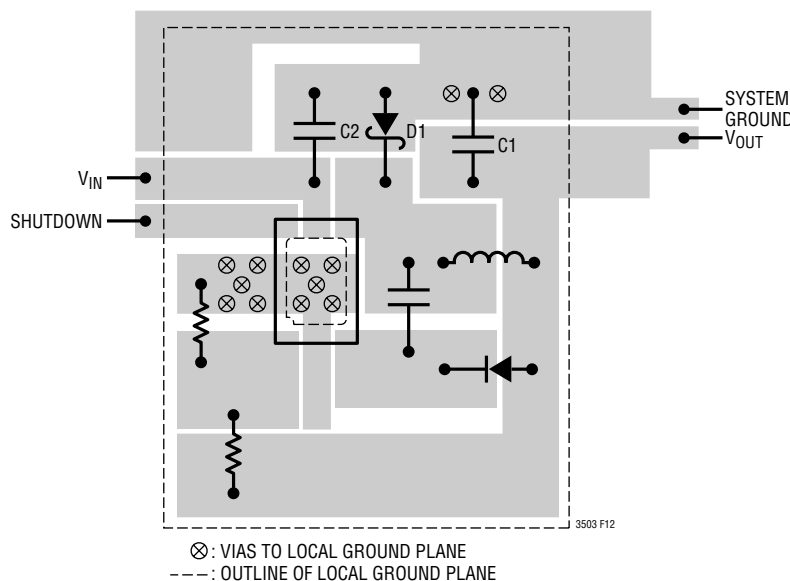 SYSTEM
GROUND
C2
D1
C1
VOUT
VIN
SHUTDOWN
3503 F12
⊗: VIAS TO LOCAL GROUND PLANE
---: OUTLINE OF LOCAL GROUND PLANE